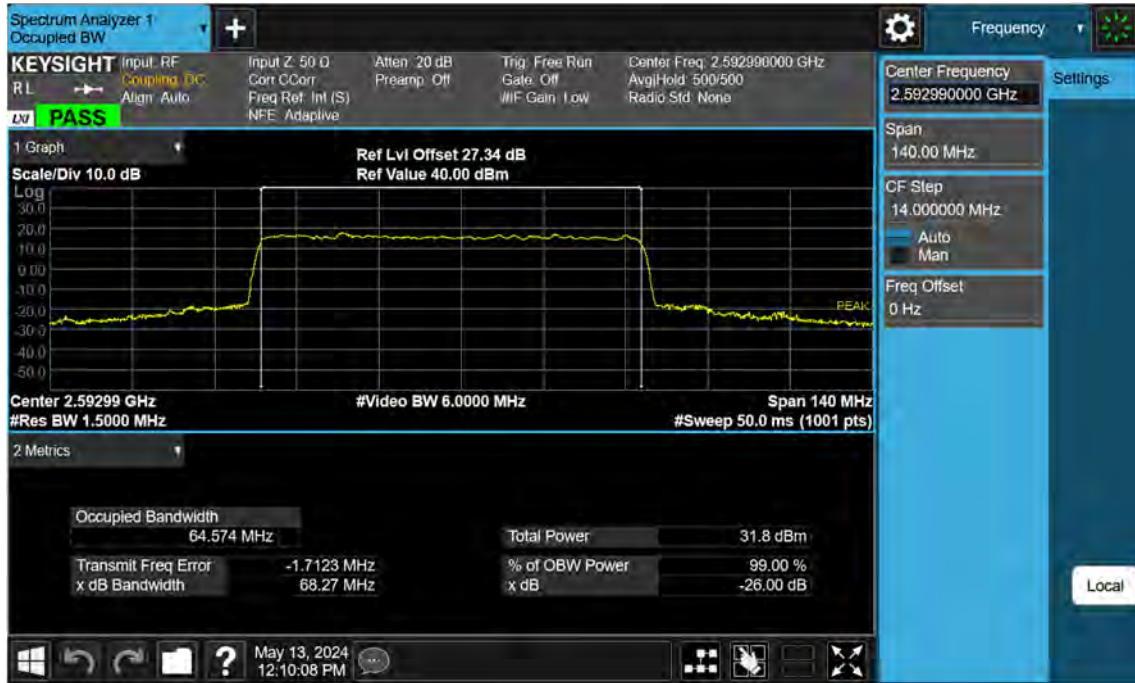 Spectrum Analyzer 1
Occupied BW
Frequency
KEYSIGHT
RL
LXI
PASS
Input: RF
Coupling: DC
Align: Auto
Input Z: 50 Ω
Corr CCorr
Freq Ref: Int (S)
NFE: Adaptive
Atten: 20 dB
Preamp: Off
Trig: Free Run
Gate: Off
#IF Gain: Low
Center Freq: 2.592990000 GHz
Avg|Hold: 500/500
Radio Std: None
1 Graph
Scale/Div 10.0 dB
Ref Lvl Offset 27.34 dB
Ref Value 40.00 dBm
Log
30.0
20.0
10.0
0.00
-10.0
-20.0
-30.0
-40.0
-50.0
PEAK
Center 2.59299 GHz
#Video BW 6.0000 MHz
Span 140 MHz
#Res BW 1.5000 MHz
#Sweep 50.0 ms (1001 pts)
2 Metrics
Occupied Bandwidth
64.574 MHz
Total Power 31.8 dBm
Transmit Freq Error -1.7123 MHz
% of OBW Power 99.00 %
x dB Bandwidth 68.27 MHz
x dB -26.00 dB
Center Frequency
2.592990000 GHz
Settings
Span
140.00 MHz
CF Step
14.000000 MHz
Auto
Man
Freq Offset
0 Hz
Local
?
May 13, 2024
12:10:08 PM